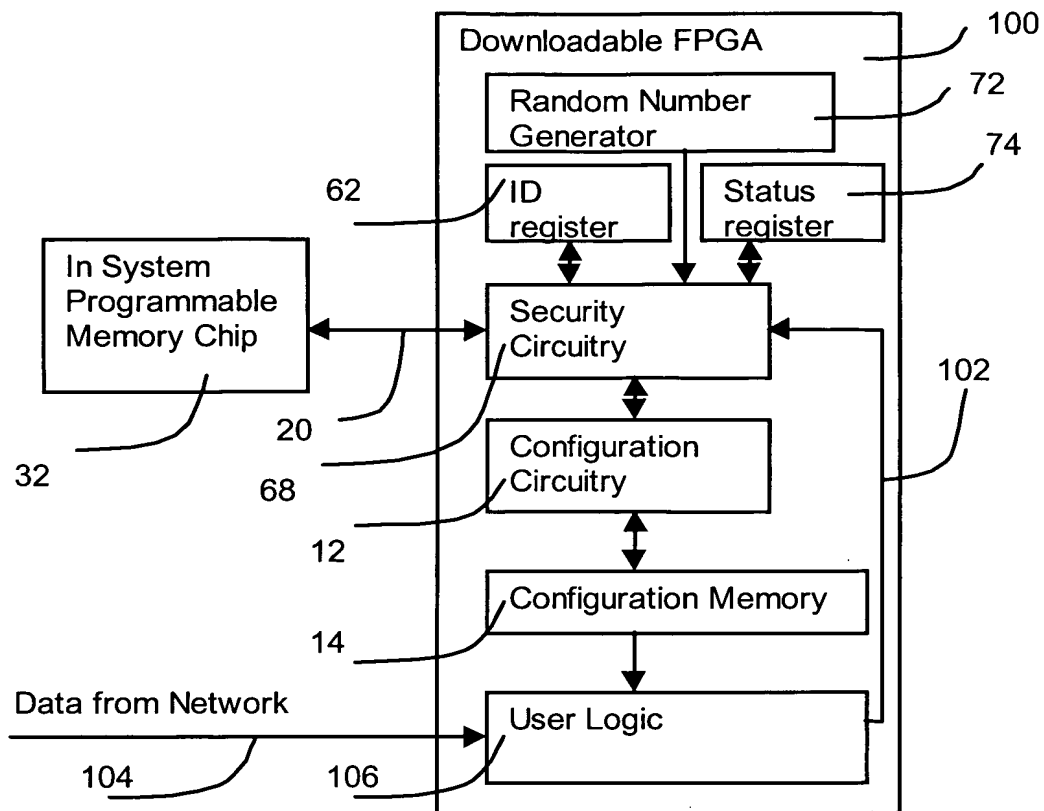 Downloadable FPGA
100
Random Number
Generator
72
74
62
ID
register
Status
register
In System
Programmable
Memory Chip
Security
Circuitry
102
20
32
68
Configuration
Circuitry
12
Configuration Memory
14
Data from Network
User Logic
104
106